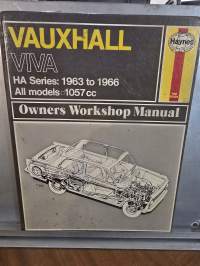 VAUXHALL
VIVA
Haynes
HA Series: 1963 to 1966
All models: 1057cc
Owners Workshop Manual